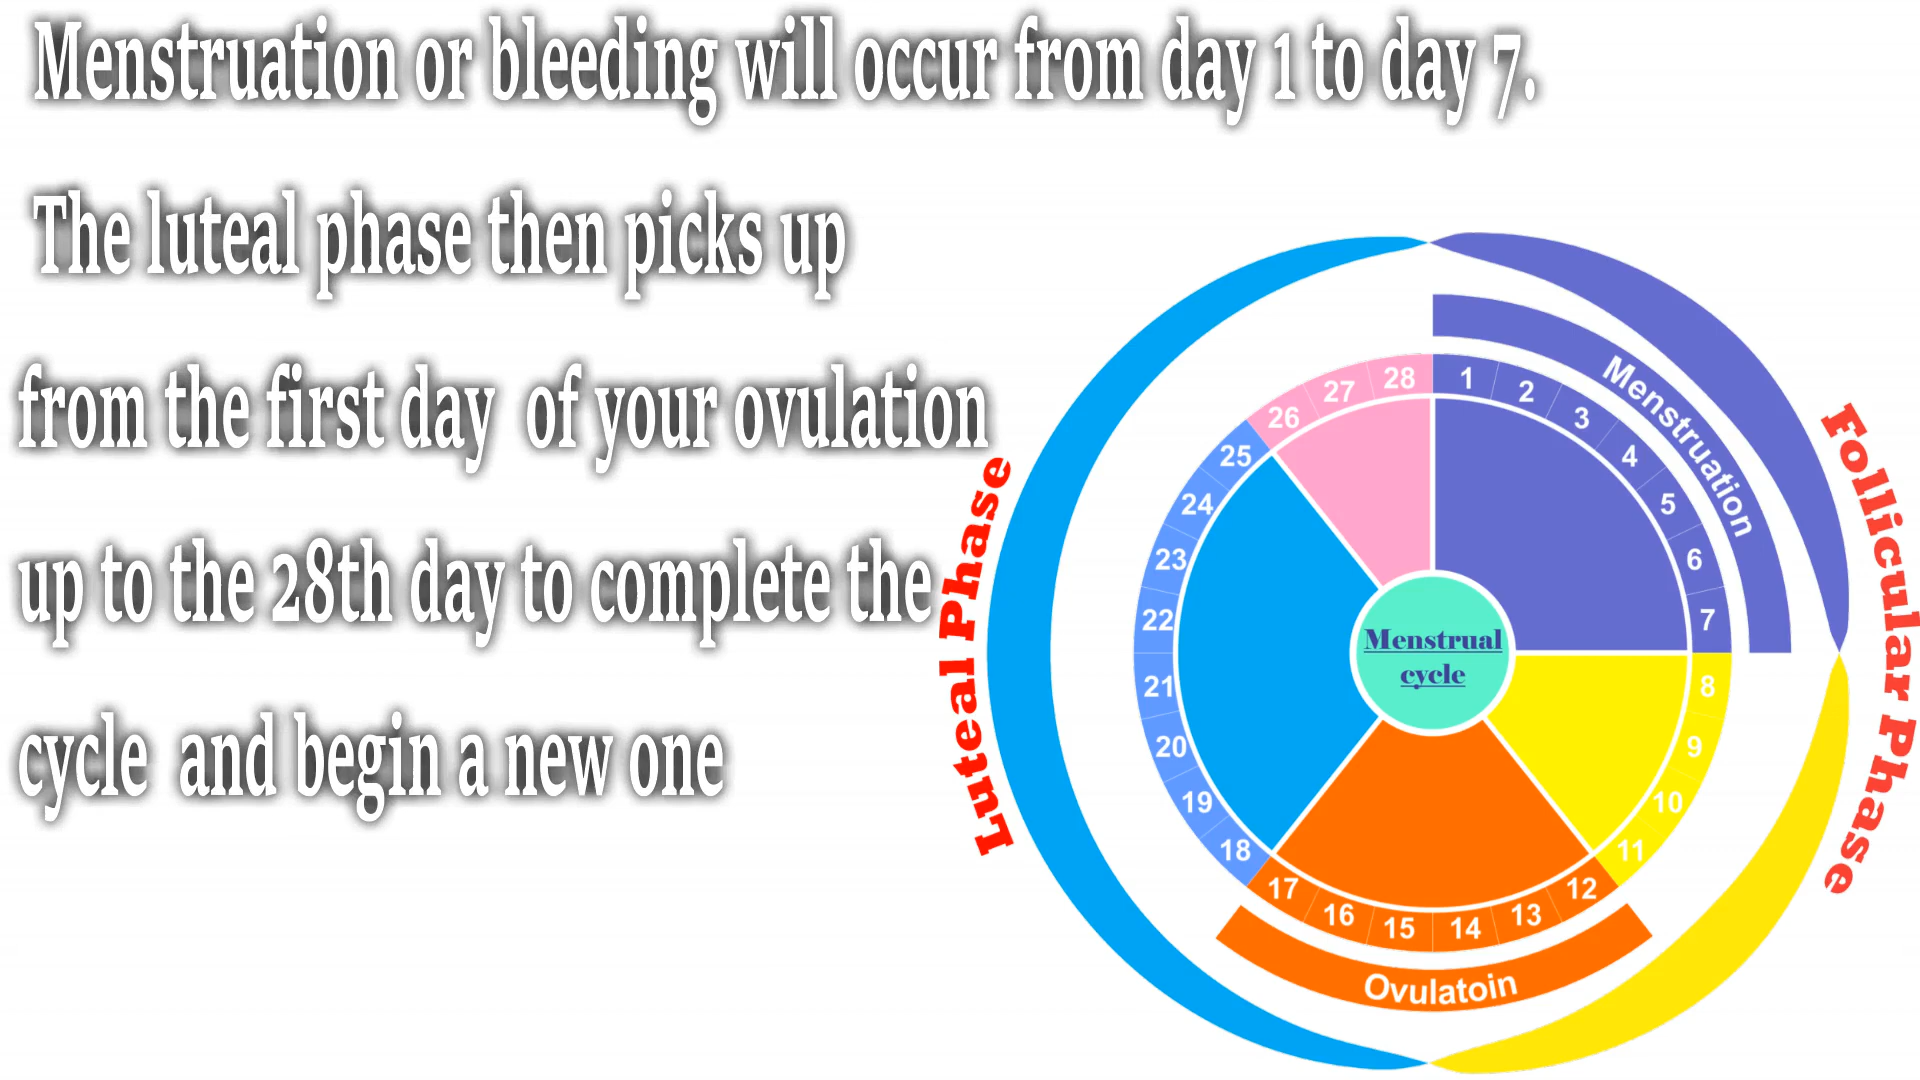 Menstruation or bleeding will occur from day 1 to day 7.
The luteal phase then picks up
from the first day of your ovulation
up to the 28th day to complete the
cycle and begin a new one
Luteal Phase
Follicular Phase
Menstruation
Ovulatoin
Menstrual
cycle
1
2
3
4
5
6
7
8
9
10
11
12
13
14
15
16
17
18
19
20
21
22
23
24
25
26
27
28